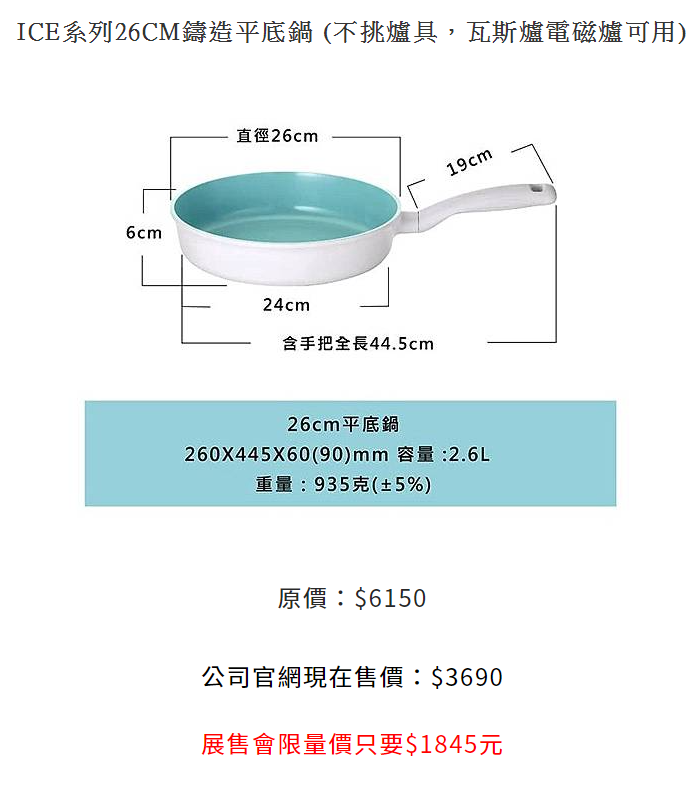 ICE系列26CM鑄造平底鍋 (不挑爐具，瓦斯爐電磁爐可用)
直徑26cm
19cm
6cm
24cm
含手把全長44.5cm
26cm平底鍋
260X445X60(90)mm 容量 :2.6L
重量：935克(±5%)
原價：$6150
公司官網現在售價：$3690
展售會限量價只要$1845元